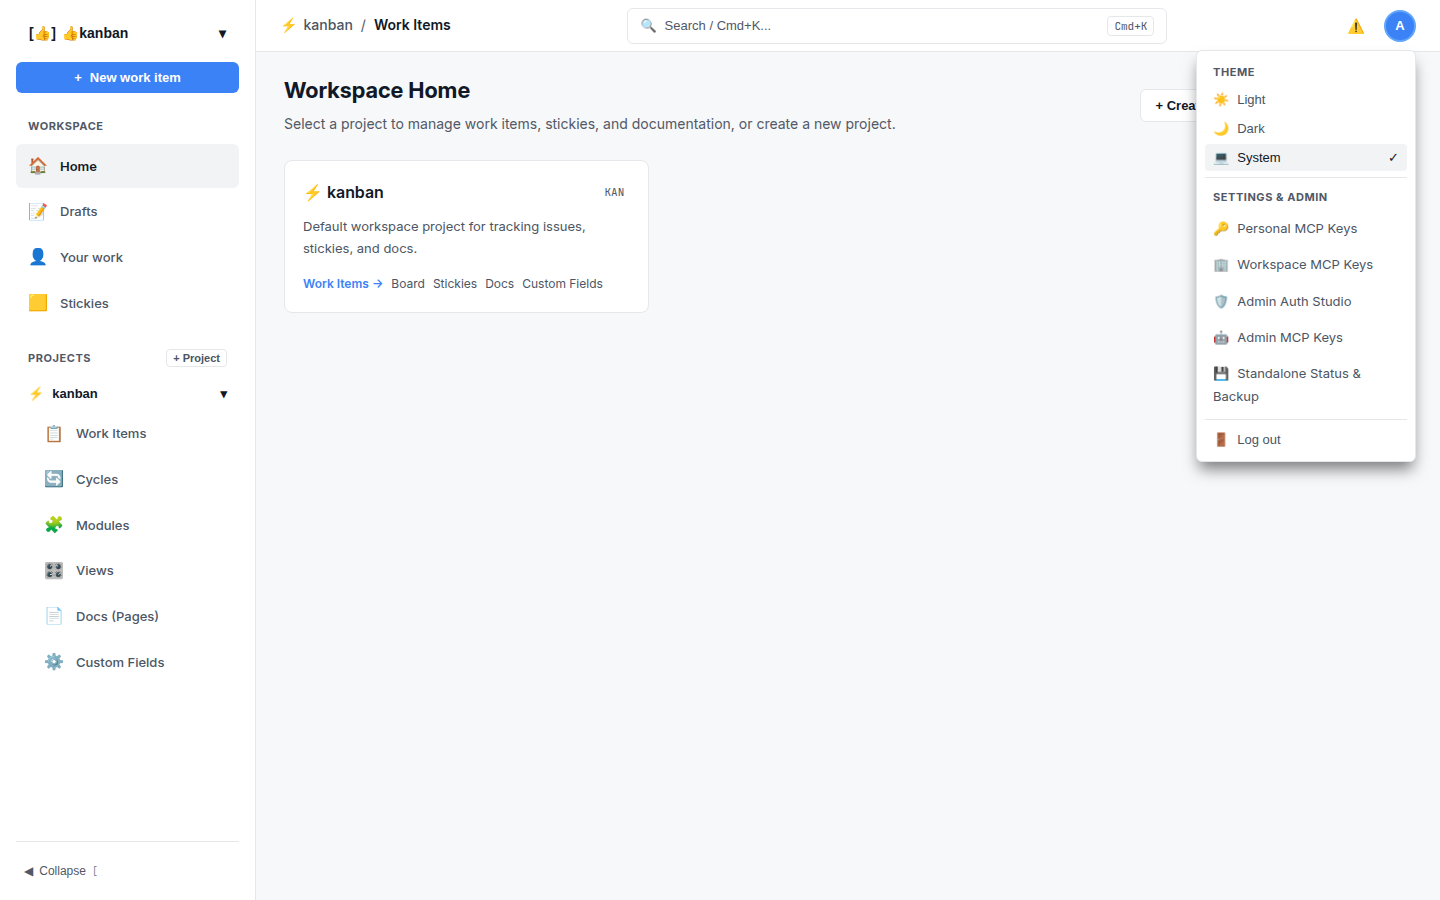 [👍] 👍kanban ▼
+ New work item
WORKSPACE
🏠 Home
📝 Drafts
👤 Your work
🟨 Stickies
PROJECTS + Project
⚡ kanban ▼
📋 Work Items
🔄 Cycles
🧩 Modules
🎛️ Views
📄 Docs (Pages)
⚙️ Custom Fields
◀ Collapse [
⚡ kanban / Work Items
🔍 Search / Cmd+K... Cmd+K
⚠️ A
Workspace Home
Select a project to manage work items, stickies, and documentation, or create a new project.
+ Crea
⚡ kanban KAN
Default workspace project for tracking issues,
stickies, and docs.
Work Items → Board Stickies Docs Custom Fields
THEME
☀️ Light
🌙 Dark
💻 System ✓
SETTINGS & ADMIN
🔑 Personal MCP Keys
🏢 Workspace MCP Keys
🛡️ Admin Auth Studio
🤖 Admin MCP Keys
💾 Standalone Status &
Backup
🚪 Log out